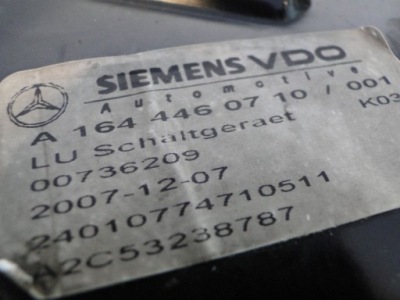 SIEMENS VDO
Automotive
A 164 446 07 10 / 001
LU Schaltgeraet K03
00736209
2007-12-07
24010774710511
A2C53238787